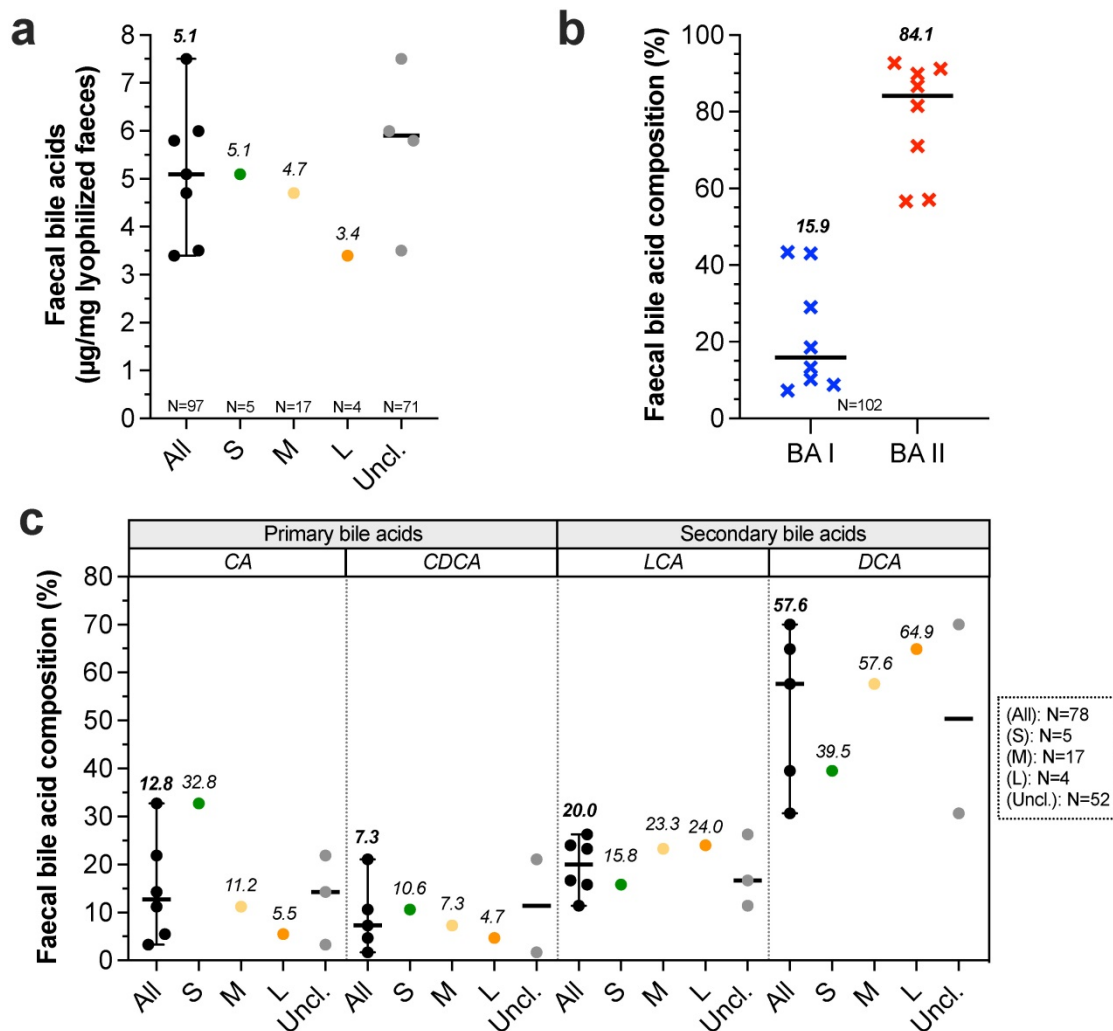 a
Faecal bile acids
(µg/mg lyophilized faeces)
8
7
6
5
4
3
2
1
0
5.1
5.1
4.7
3.4
N=97
N=5
N=17
N=4
N=71
All
S
M
L
Uncl.
b
Faecal bile acid composition (%)
100
80
60
40
20
0
15.9
84.1
N=102
BA I
BA II
c
Primary bile acids
Secondary bile acids
CA
CDCA
LCA
DCA
Faecal bile acid composition (%)
80
70
60
50
40
30
20
10
0
12.8
32.8
11.2
5.5
7.3
10.6
7.3
4.7
20.0
15.8
23.3
24.0
57.6
39.5
57.6
64.9
All
S
M
L
Uncl.
All
S
M
L
Uncl.
All
S
M
L
Uncl.
All
S
M
L
Uncl.
(All): N=78
(S): N=5
(M): N=17
(L): N=4
(Uncl.): N=52